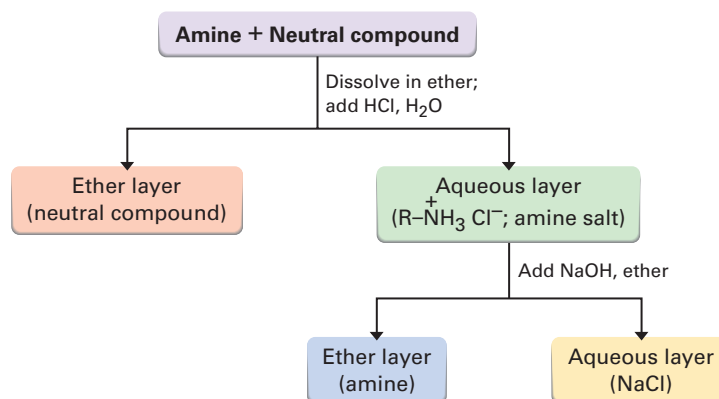 Amine + Neutral compound
Dissolve in ether;
add HCl, H₂O
Ether layer
(neutral compound)
Aqueous layer
(R–N⁺H₃ Cl⁻; amine salt)
Add NaOH, ether
Ether layer
(amine)
Aqueous layer
(NaCl)